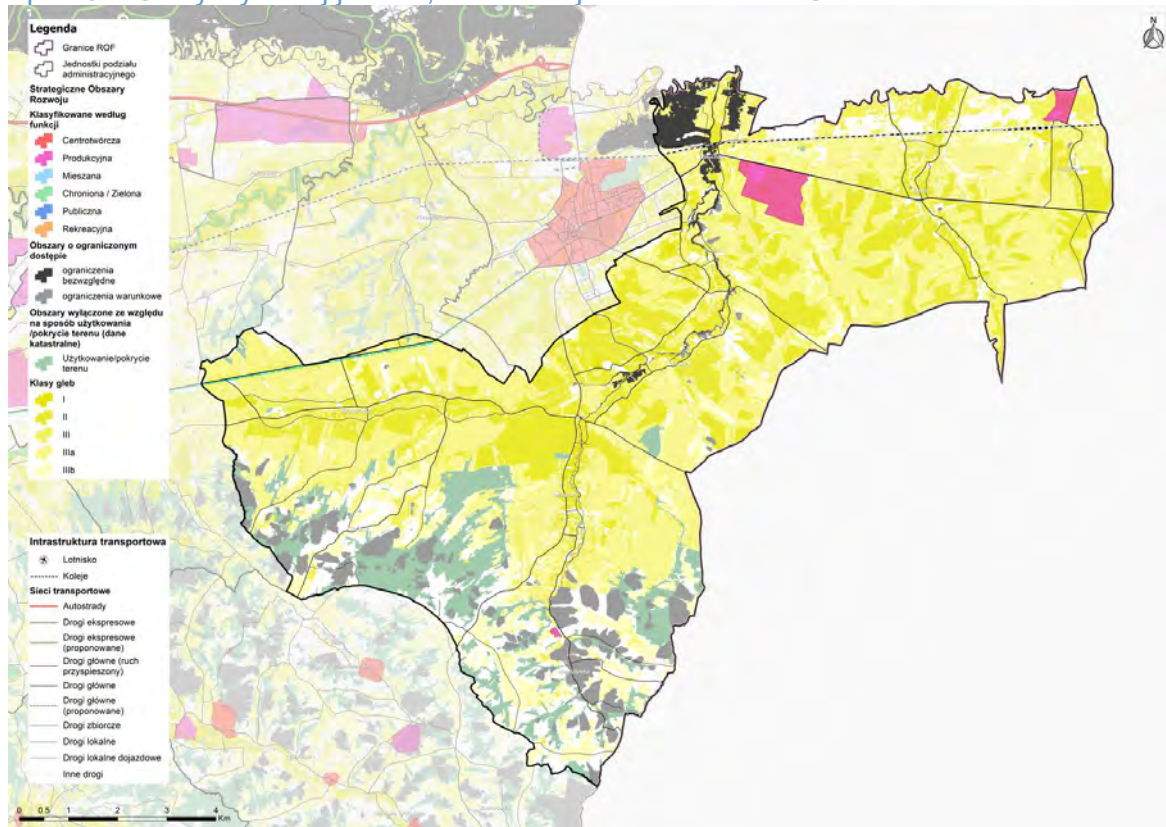 Legenda
Granice ROF
Jednostki podziału
administracyjnego
Strategiczne Obszary
Rozwoju
Klasyfikowane według
funkcji
Centrotwórcza
Produkcyjna
Mieszana
Chroniona / Zielona
Publiczna
Rekreacyjna
Obszary o ograniczonym
dostępie
ograniczenia
bezwzględne
ograniczenia warunkowe
Obszary wyłączone ze względu
na sposób użytkowania
/pokrycie terenu (dane
katastralne)
Użytkowanie/pokrycie
terenu
Klasy gleb
I
II
III
IIIa
IIIb
Intrastruktura transportowa
Lotnisko
Koleje
Sieci transportowe
Autostrady
Drogi ekspresowe
Drogi ekspresowe
(proponowane)
Drogi główne (ruch
przyspieszony)
Drogi główne
Drogi główne
(proponowane)
Drogi zbiorcze
Drogi lokalne
Drogi lokalne dojazdowe
Inne drogi
0 0.5 1 2 3 4
Km
N